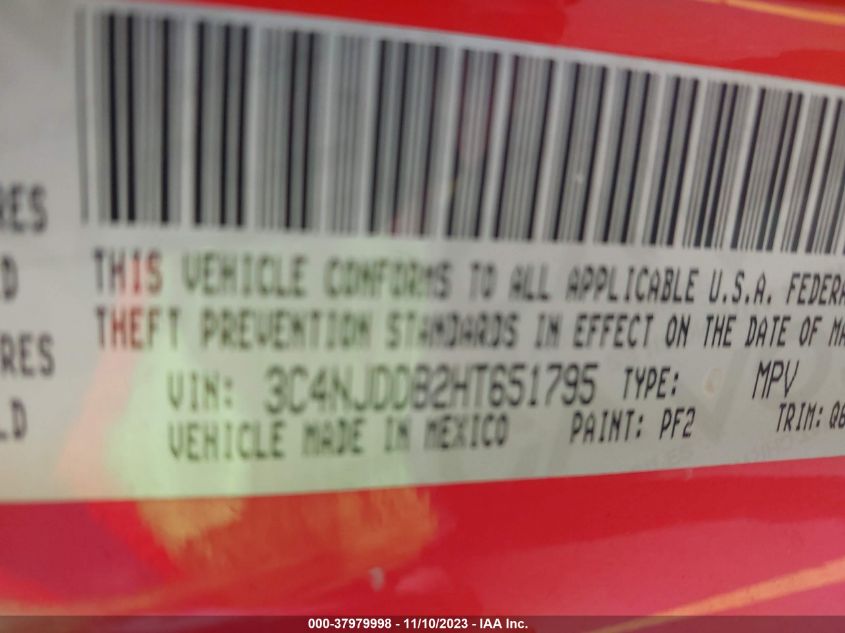 RES
D
RES
LD
THIS VEHICLE CONFORMS TO ALL APPLICABLE U.S.A. FEDERA
THEFT PREVENTION STANDARDS IN EFFECT ON THE DATE OF MA
VIN: 3C4NJDDB2HT651795 TYPE: MPV
VEHICLE MADE IN MEXICO PAINT: PF2 TRIM: Q6
000-37979998 - 11/10/2023 - IAA Inc.